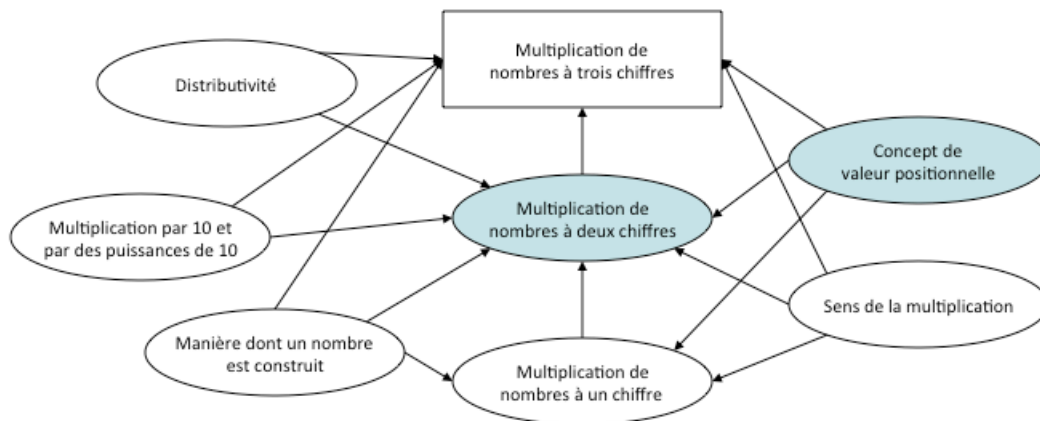 Multiplication de
nombres à trois chiffres
Distributivité
Concept de
valeur positionnelle
Multiplication de
nombres à deux chiffres
Multiplication par 10 et
par des puissances de 10
Sens de la multiplication
Manière dont un nombre
est construit
Multiplication de
nombres à un chiffre